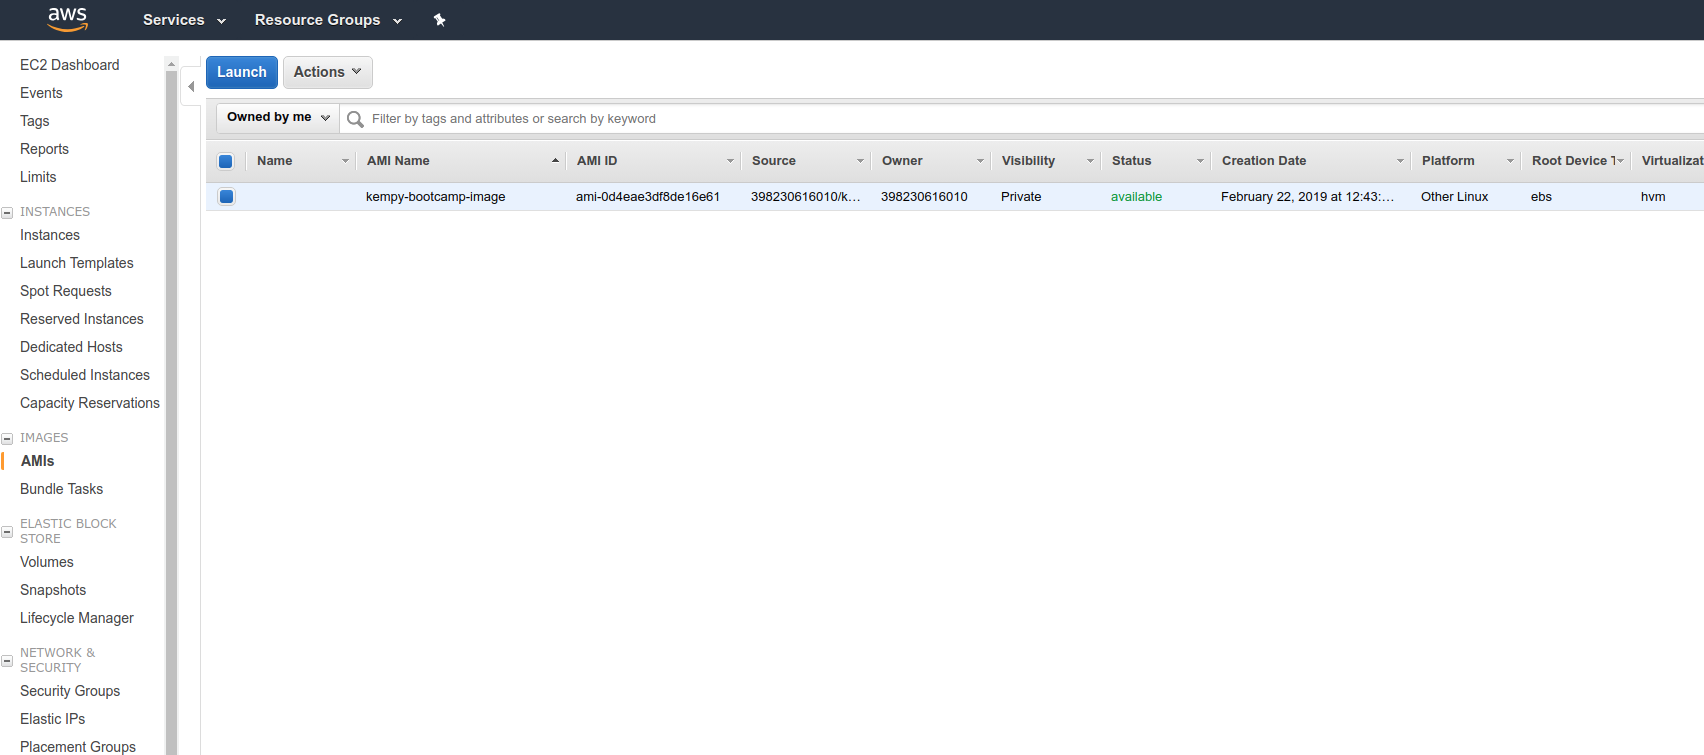 aws Services Resource Groups
EC2 Dashboard
Events
Tags
Reports
Limits
INSTANCES
Instances
Launch Templates
Spot Requests
Reserved Instances
Dedicated Hosts
Scheduled Instances
Capacity Reservations
IMAGES
AMIs
Bundle Tasks
ELASTIC BLOCK
STORE
Volumes
Snapshots
Lifecycle Manager
NETWORK &
SECURITY
Security Groups
Elastic IPs
Placement Groups
Launch Actions
Owned by me Filter by tags and attributes or search by keyword
Name AMI Name AMI ID Source Owner Visibility Status Creation Date Platform Root Device T Virtualizat
kempy-bootcamp-image ami-0d4eae3df8de16e61 398230616010/k... 398230616010 Private available February 22, 2019 at 12:43:... Other Linux ebs hvm